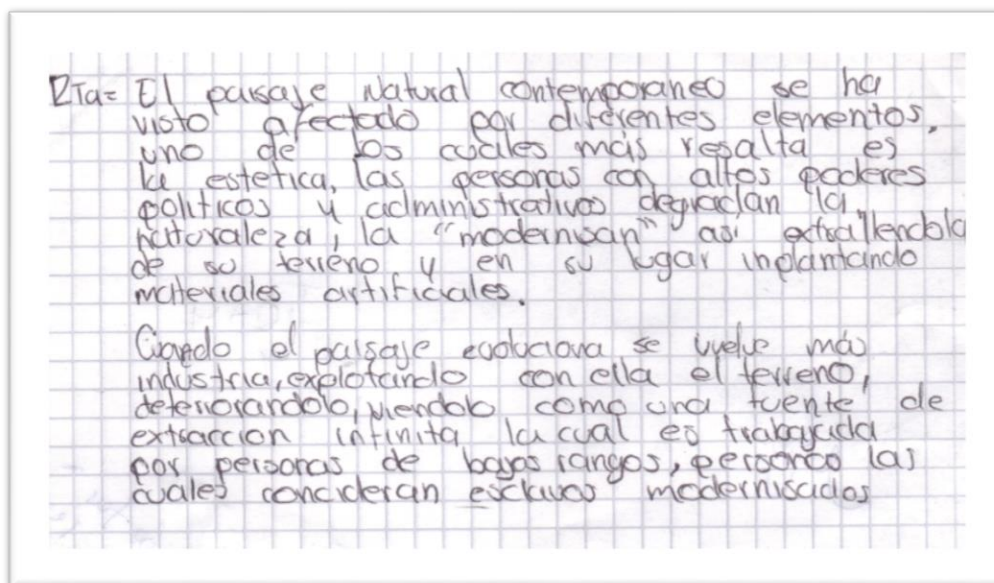 RTa= El paisaje Natural contemporaneo se ha
visto afectado por diferentes elementos,
uno de los cuales más resalta es
la estetica, las personas con altos poderes
politicos y administrativos degradan la
naturaleza, la "modernisan" asi extrallendola
de su terreno y en su lugar inplantando
materiales artificiales.
Cuando el paisaje evoluciona se vuelve más
industria, explotando con ella el terreno,
deteriorandolo, viendolo como una fuente de
extraccion infinita la cual es trabajada
por personas de bajos rangos, personas las
cuales concideran esclavos modernisados